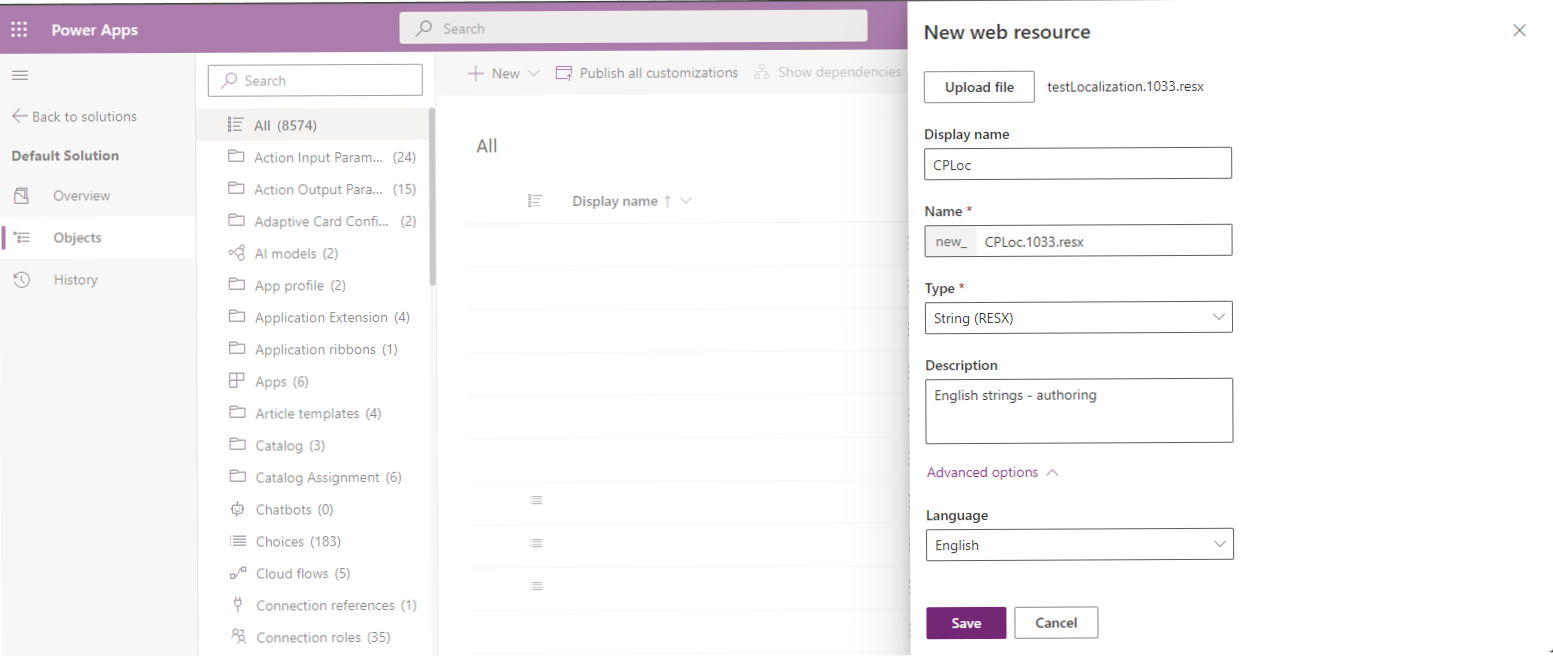 Power Apps
Search
Back to solutions
Default Solution
Overview
Objects
History
Search
All (8574)
Action Input Param... (24)
Action Output Para... (15)
Adaptive Card Confi... (2)
AI models (2)
App profile (2)
Application Extension (4)
Application ribbons (1)
Apps (6)
Article templates (4)
Catalog (3)
Catalog Assignment (6)
Chatbots (0)
Choices (183)
Cloud flows (5)
Connection references (1)
Connection roles (35)
New
Publish all customizations
Show dependencies
All
Display name ↑
New web resource
Upload file testLocalization.1033.resx
Display name
CPLoc
Name *
new_ CPLoc.1033.resx
Type *
String (RESX)
Description
English strings - authoring
Advanced options
Language
English
Save Cancel